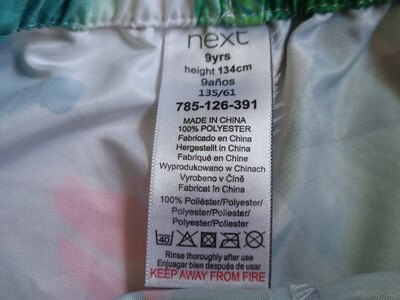 next
9yrs
height 134cm
9años
135/61
785-126-391
MADE IN CHINA
100% POLYESTER
Fabricado en China
Hergestellt in China
Fabriqué en Chine
Wyprodukowano w Chinach
Vyrobeno v Číně
Fabricat în China
100% Poliéster/Polyester/
Polyester/Poliester/
Polyester/Poliester
40
Rinse thoroughly after use
Enjuagar bien después de usar
KEEP AWAY FROM FIRE